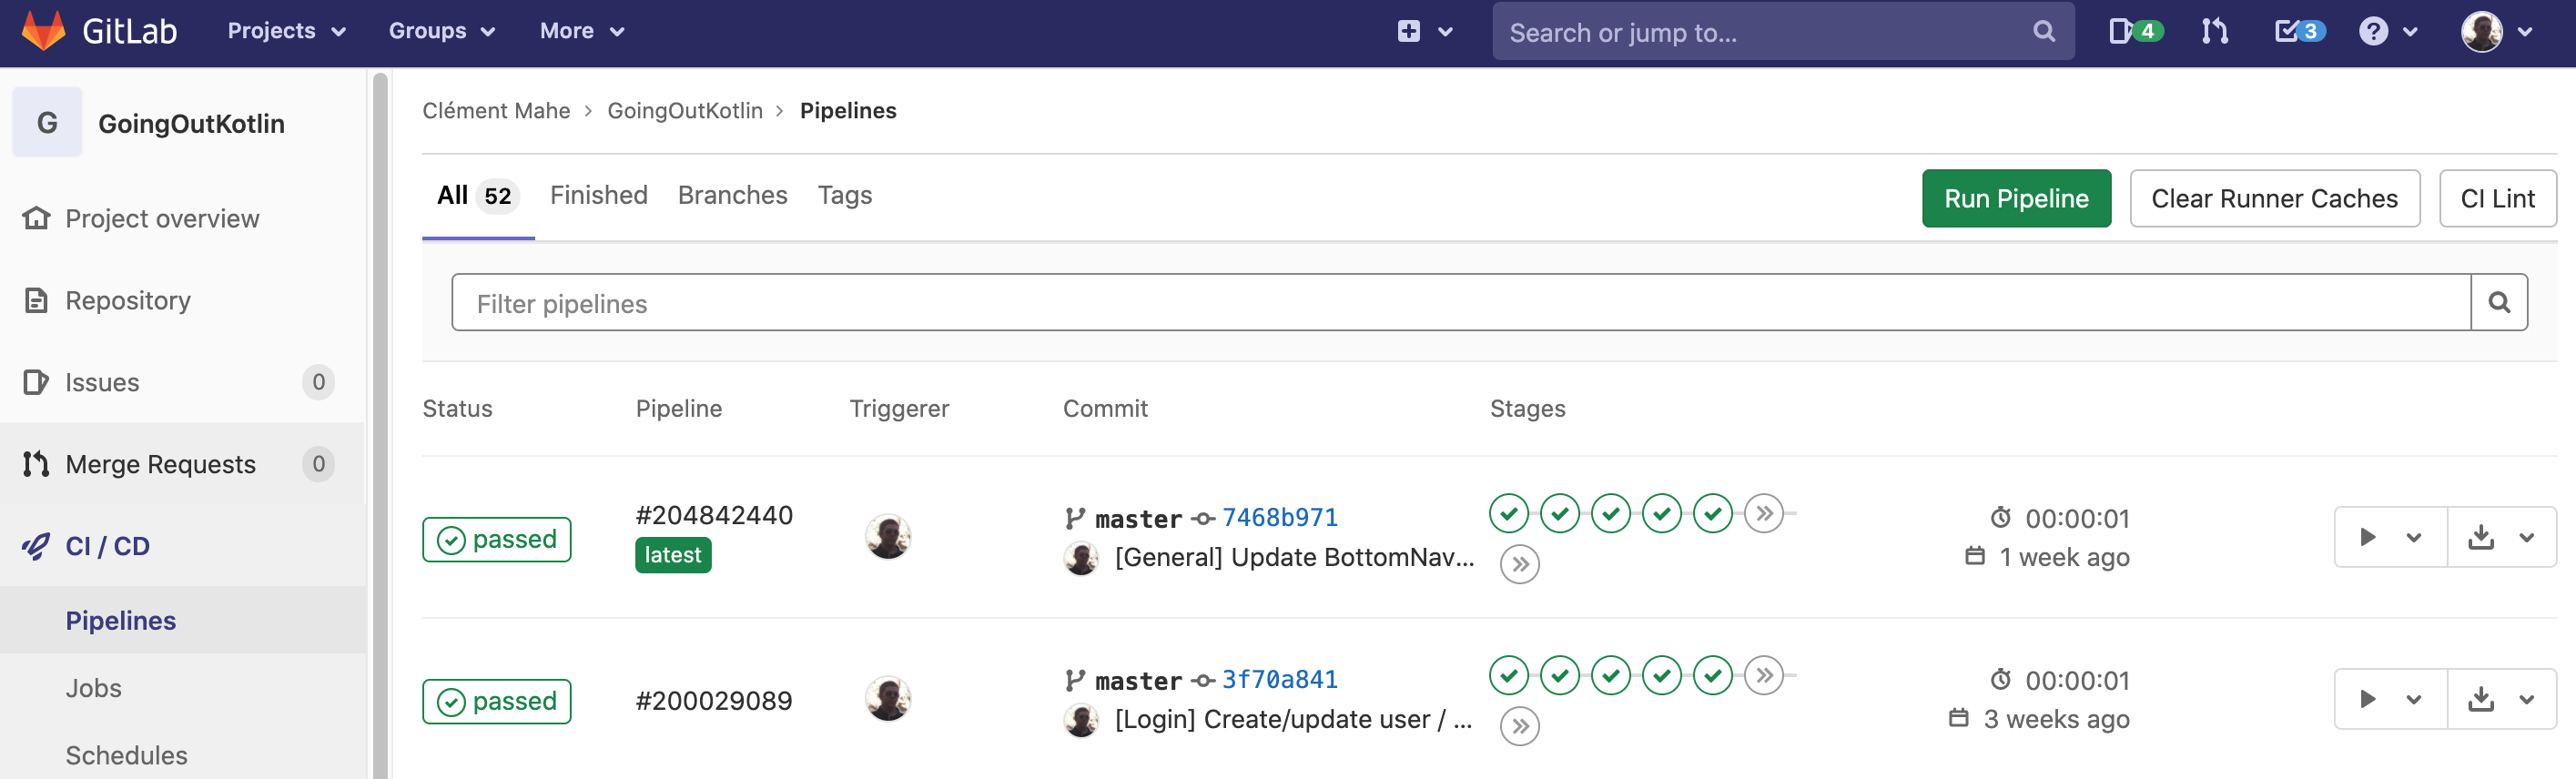 GitLab Projects Groups More Search or jump to... 4 3
G GoingOutKotlin
Project overview
Repository
Issues 0
Merge Requests 0
CI / CD
Pipelines
Jobs
Schedules
Clément Mahe > GoingOutKotlin > Pipelines
All 52 Finished Branches Tags Run Pipeline Clear Runner Caches CI Lint
Filter pipelines
Status Pipeline Triggerer Commit Stages
passed #204842440 latest master 7468b971 00:00:01
[General] Update BottomNav... 1 week ago
passed #200029089 master 3f70a841 00:00:01
[Login] Create/update user / ... 3 weeks ago